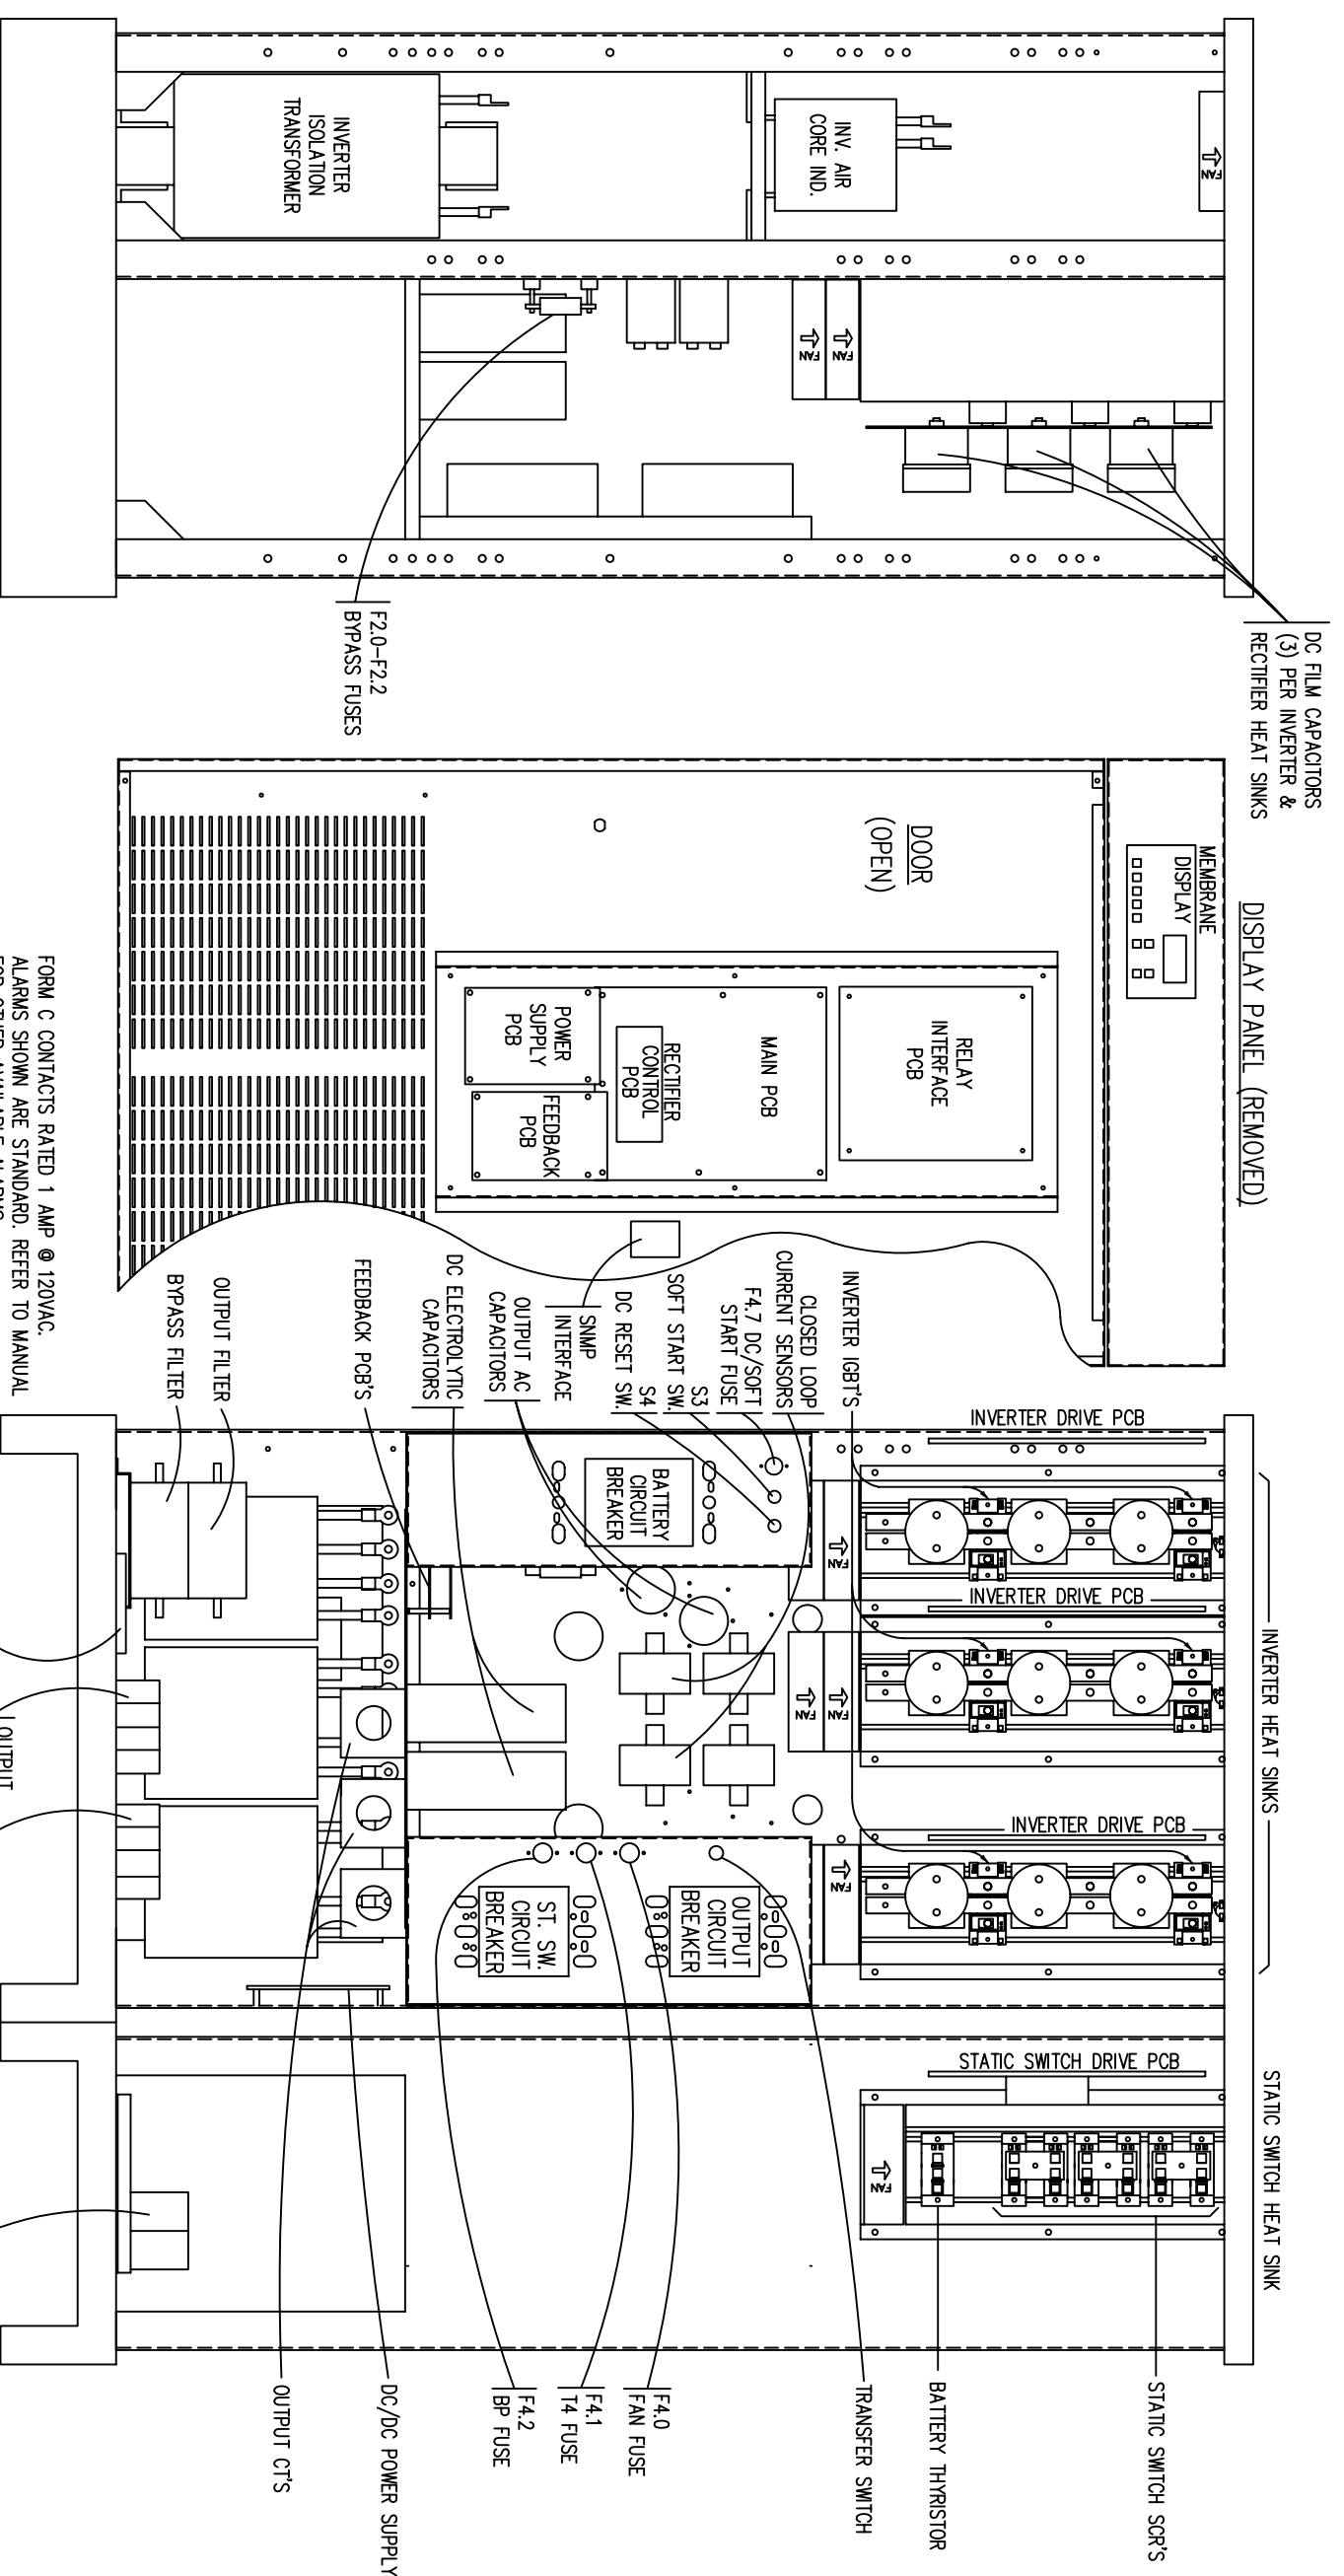 DC FILM CAPACITORS
(3) PER INVERTER &
RECTIFIER HEAT SINKS
FAN
INV. AIR
CORE IND.
FAN
FAN
INVERTER
ISOLATION
TRANSFORMER
F2.0-F2.2
BYPASS FUSES
DISPLAY PANEL (REMOVED)
MEMBRANE
DISPLAY
DOOR
(OPEN)
RELAY
INTERFACE
PCB
MAIN PCB
RECTIFIER
CONTROL
PCB
POWER
SUPPLY
PCB
FEEDBACK
PCB
INVERTER IGBT'S
CLOSED LOOP
CURRENT SENSORS
F4.7 DC/SOFT
START FUSE
S3
SOFT START SW.
S4
DC RESET SW.
SNMP
INTERFACE
OUTPUT AC
CAPACITORS
DC ELECTROLYTIC
CAPACITORS
FEEDBACK PCB'S
OUTPUT FILTER
BYPASS FILTER
FORM C CONTACTS RATED 1 AMP @ 120VAC.
ALARMS SHOWN ARE STANDARD. REFER TO MANUAL
FOR OTHER AVAILABLE ALARMS
INVERTER HEAT SINKS
STATIC SWITCH HEAT SINK
INVERTER DRIVE PCB
INVERTER DRIVE PCB
INVERTER DRIVE PCB
STATIC SWITCH DRIVE PCB
FAN
FAN
FAN
FAN
FAN
BATTERY
CIRCUIT
BREAKER
OUTPUT
CIRCUIT
BREAKER
ST. SW.
CIRCUIT
BREAKER
STATIC SWITCH SCR'S
BATTERY THYRISTOR
TRANSFER SWITCH
F4.0
FAN FUSE
F4.1
T4 FUSE
F4.2
BP FUSE
DC/DC POWER SUPPLY
OUTPUT CT'S
OUTPUT